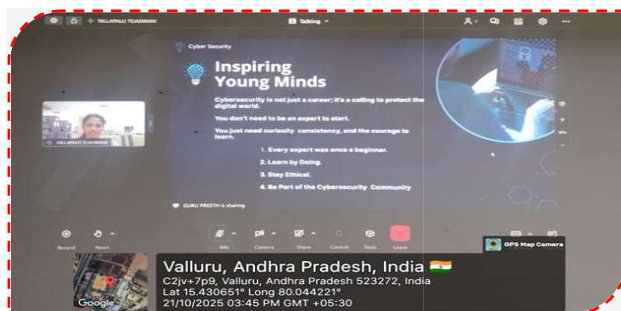 TALLAPALLI TEJASWANI
Talking
Cyber Security
Inspiring
Young Minds
Cybersecurity is not just a career; it's a calling to protect the
digital world.
You don't need to be an expert to start.
You just need curiosity, consistency, and the courage to
learn.
1. Every expert was once a beginner.
2. Learn by Doing.
3. Stay Ethical.
4. Be Part of the Cybersecurity Community
TALLAPALLI TEJASWANI
GURU PREETH is sharing
Record
React
Mic
Camera
Share
Control
Tools
Leave
GPS Map Camera
Google
Valluru, Andhra Pradesh, India
C2jv+7p9, Valluru, Andhra Pradesh 523272, India
Lat 15.430651° Long 80.044221°
21/10/2025 03:45 PM GMT +05:30